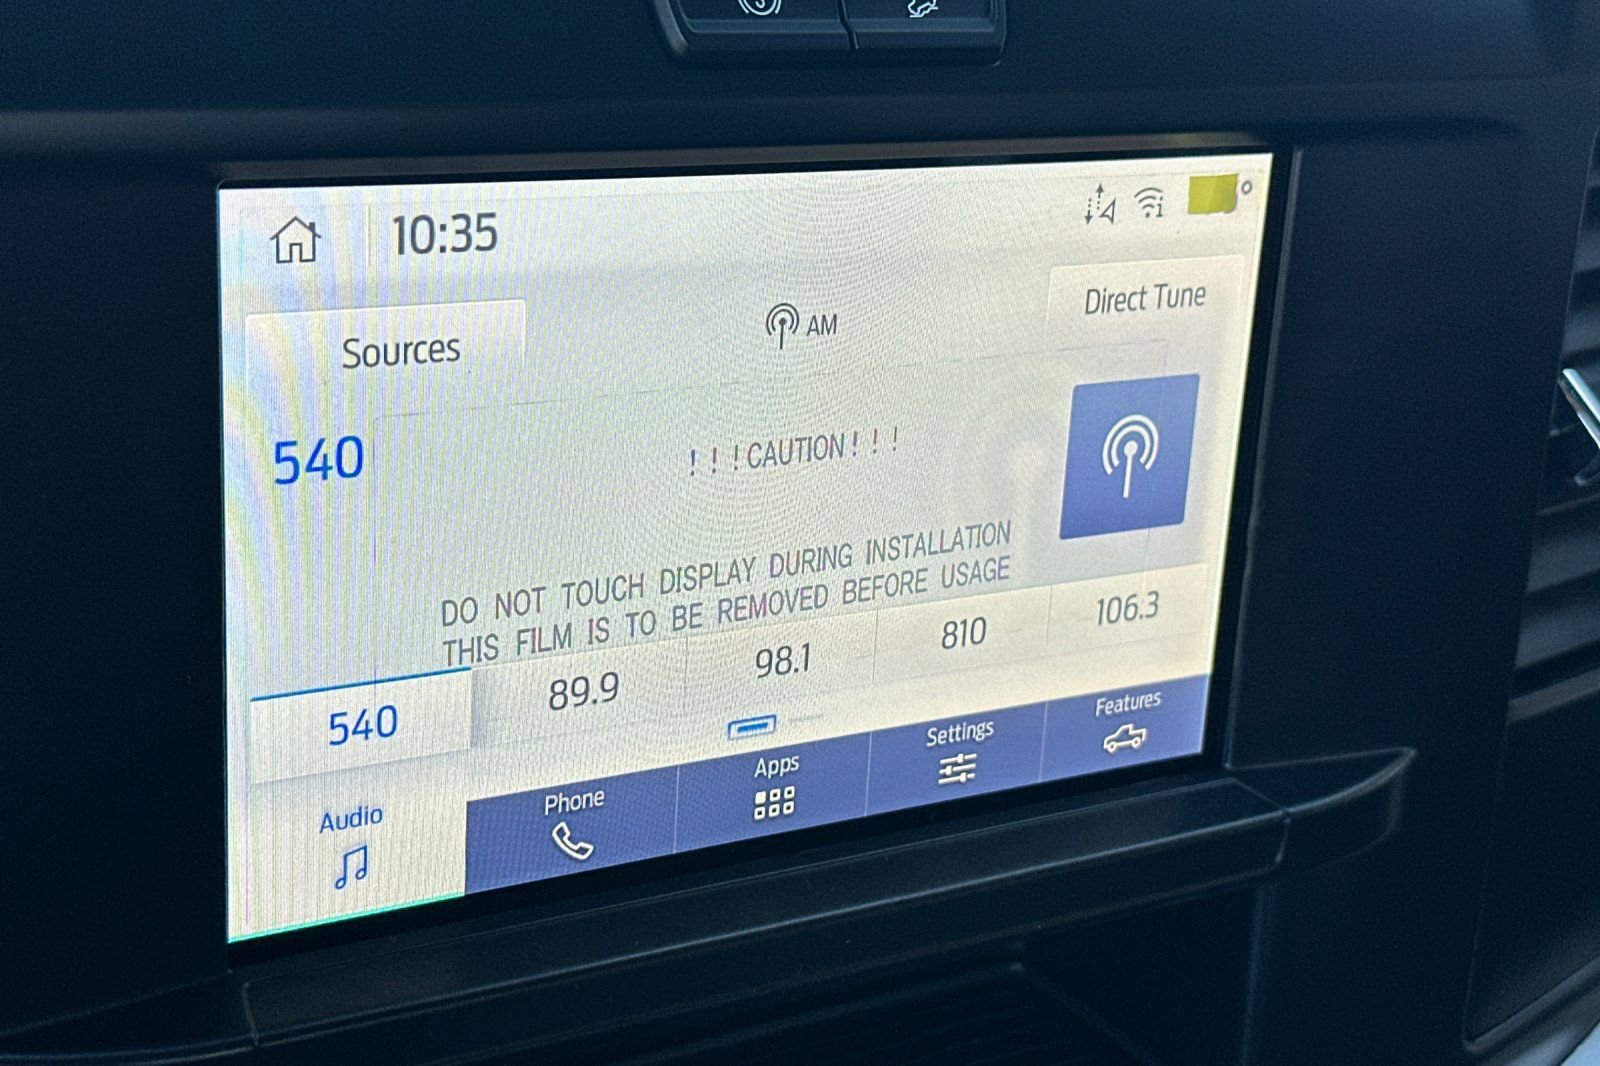 10:35
Sources
AM
Direct Tune
540
! ! ! CAUTION ! ! !
DO NOT TOUCH DISPLAY DURING INSTALLATION
THIS FILM IS TO BE REMOVED BEFORE USAGE
540
89.9
98.1
810
106.3
Audio
Phone
Apps
Settings
Features